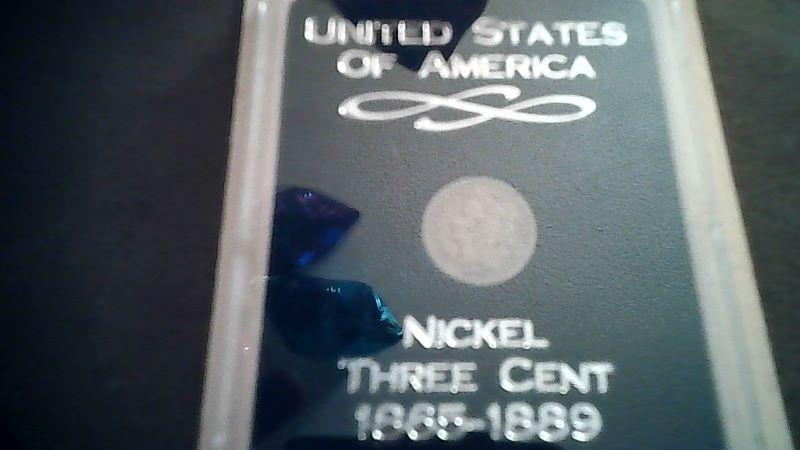 UNITED STATES
OF AMERICA
NICKEL
THREE CENT
1865-1889